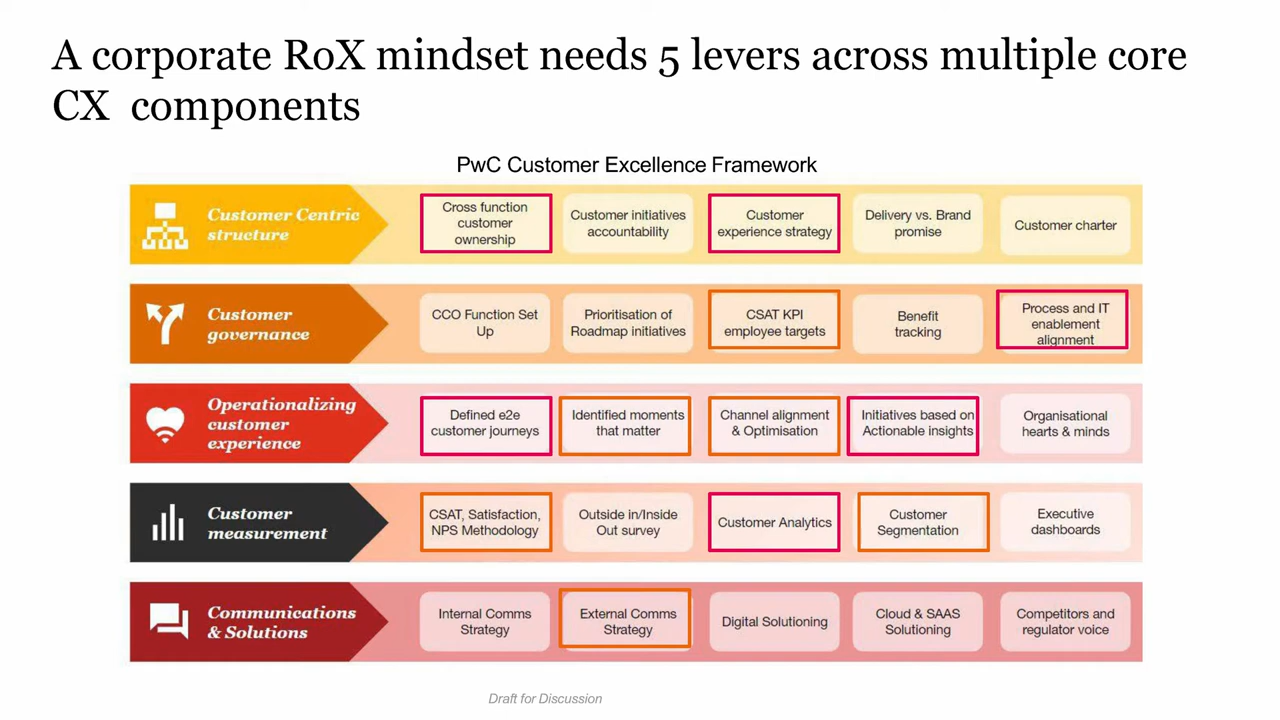 A corporate RoX mindset needs 5 levers across multiple core
CX components
PwC Customer Excellence Framework
Customer Centric
structure
Cross function
customer
ownership
Customer initiatives
accountability
Customer
experience strategy
Delivery vs. Brand
promise
Customer charter
Customer
governance
CCO Function Set
Up
Prioritisation of
Roadmap initiatives
CSAT KPI
employee targets
Benefit
tracking
Process and IT
enablement
alignment
Operationalizing
customer
experience
Defined e2e
customer journeys
Identified moments
that matter
Channel alignment
& Optimisation
Initiatives based on
Actionable insights
Organisational
hearts & minds
Customer
measurement
CSAT, Satisfaction,
NPS Methodology
Outside in/Inside
Out survey
Customer Analytics
Customer
Segmentation
Executive
dashboards
Communications
& Solutions
Internal Comms
Strategy
External Comms
Strategy
Digital Solutioning
Cloud & SAAS
Solutioning
Competitors and
regulator voice
Draft for Discussion